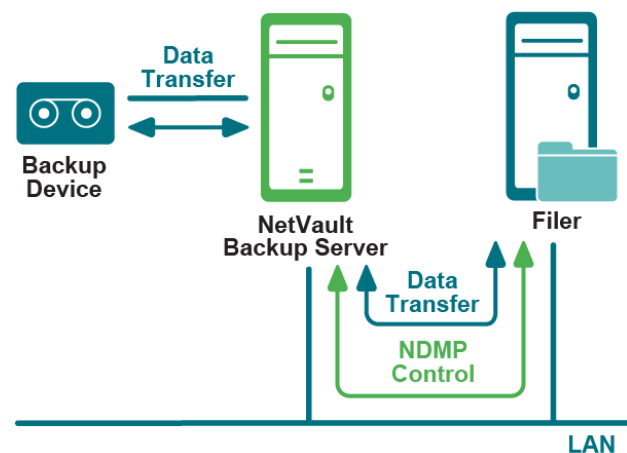 Data
Transfer
Backup
Device
NetVault
Backup Server
Filer
Data
Transfer
NDMP
Control
LAN